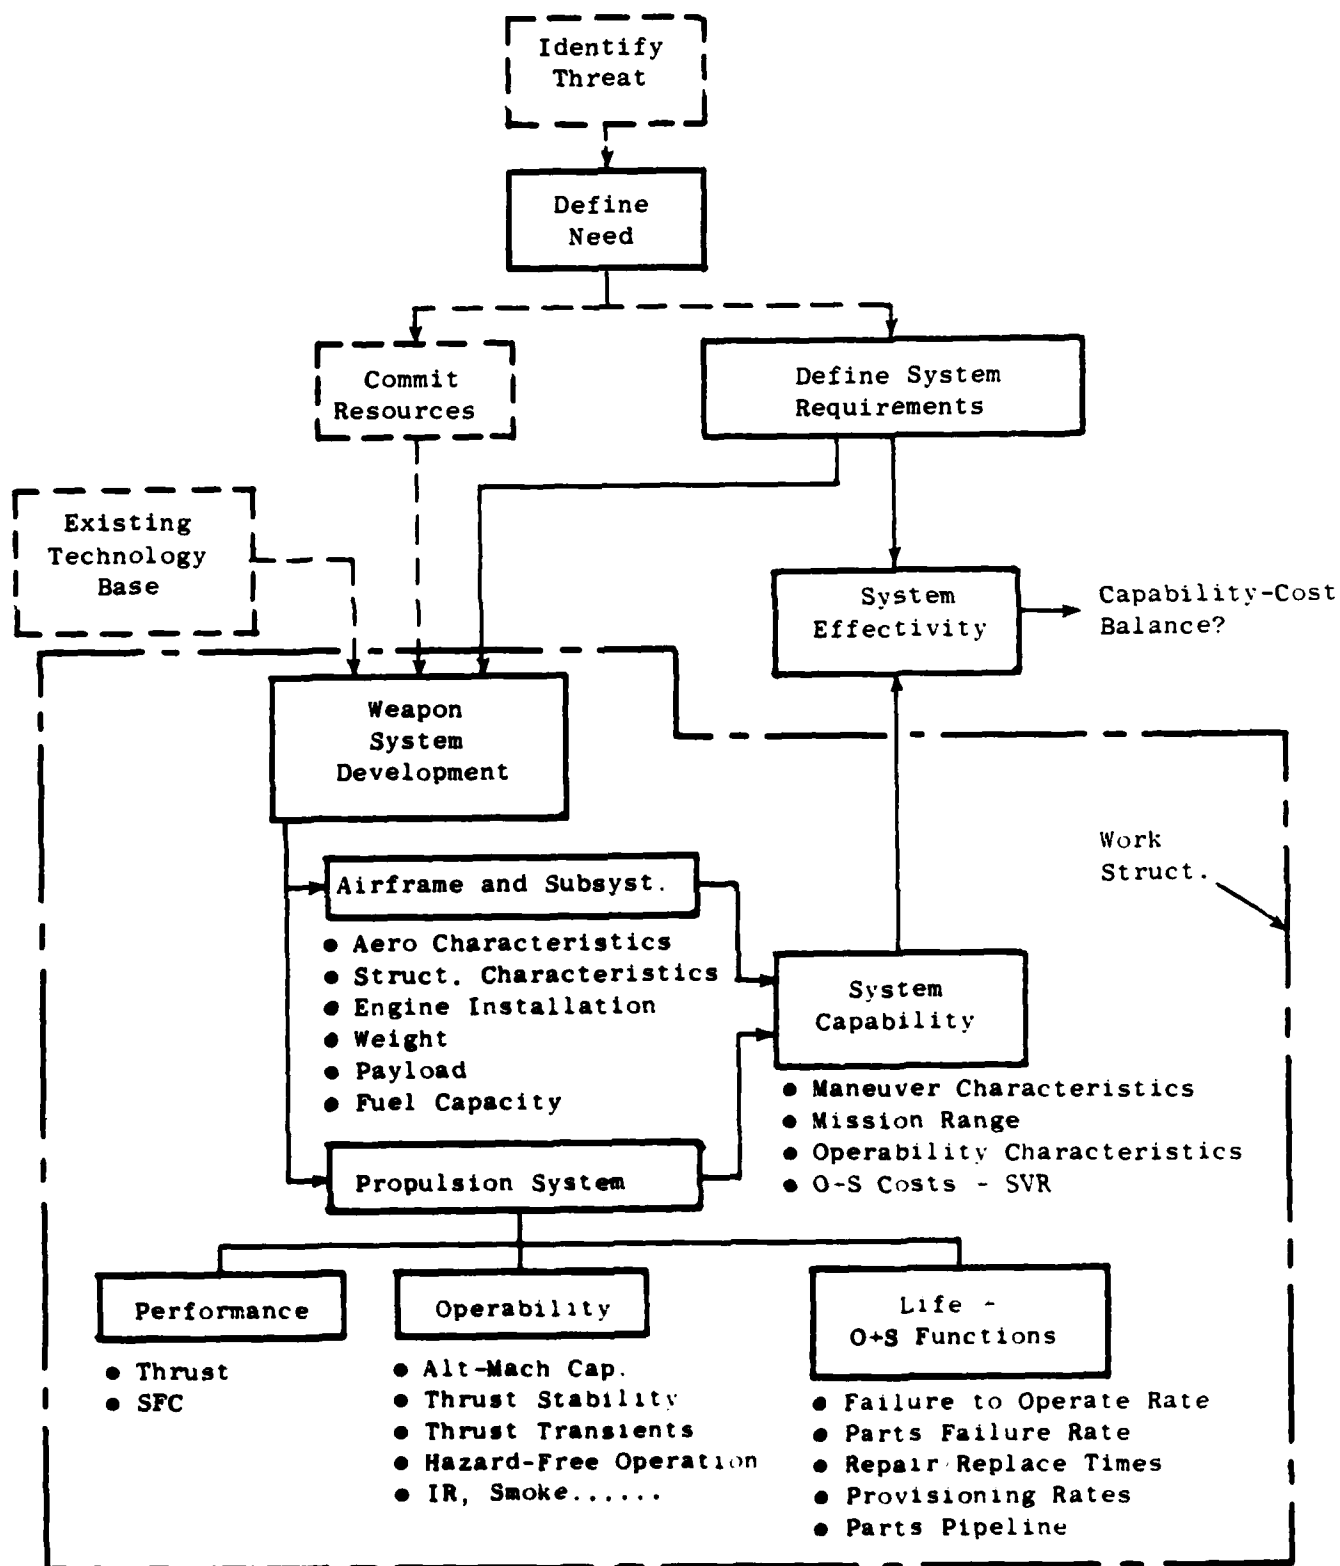 Identify
Threat
Define
Need
Commit
Resources
Define System
Requirements
Existing
Technology
Base
System
Effectivity
Capability-Cost
Balance?
Weapon
System
Development
Work
Struct.
Airframe and Subsyst.
● Aero Characteristics
● Struct. Characteristics
● Engine Installation
● Weight
● Payload
● Fuel Capacity
System
Capability
● Maneuver Characteristics
● Mission Range
● Operability Characteristics
● O-S Costs - SVR
Propulsion System
Performance
● Thrust
● SFC
Operability
● Alt-Mach Cap.
● Thrust Stability
● Thrust Transients
● Hazard-Free Operation
● IR, Smoke......
Life -
O+S Functions
● Failure to Operate Rate
● Parts Failure Rate
● Repair Replace Times
● Provisioning Rates
● Parts Pipeline